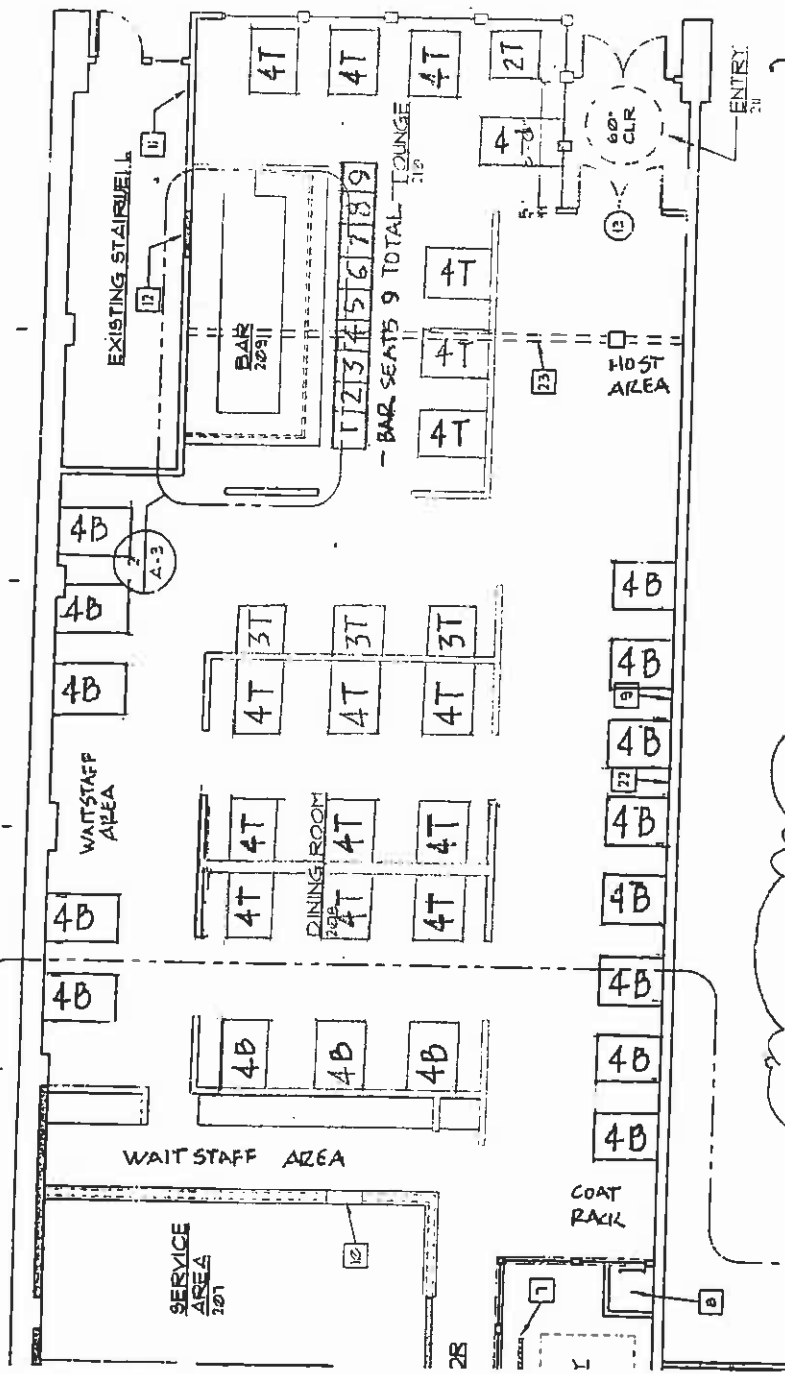 4T
4T
4T
2T
4T
60"
CLR
ENTRY
211
11
EXISTING STAIRWELL
12
BAR
209
1 2 3 4 5 6 7 8 9
- BAR SEATS 9 TOTAL -
LOUNGE
210
13
4T
4T
4T
23
HOST
AREA
4B
2
A-3
4B
4B
WAITSTAFF
AREA
4B
4B
3T
3T
3T
4T
4T
4T
4T
4T
4T
DINING ROOM
208
4T
4T
4T
4B
4B
4B
4B
4B
9
4B
22
4B
4B
4B
4B
4B
WAIT STAFF AREA
COAT
RACK
SERVICE
AREA
207
10
7
8
2B
Y